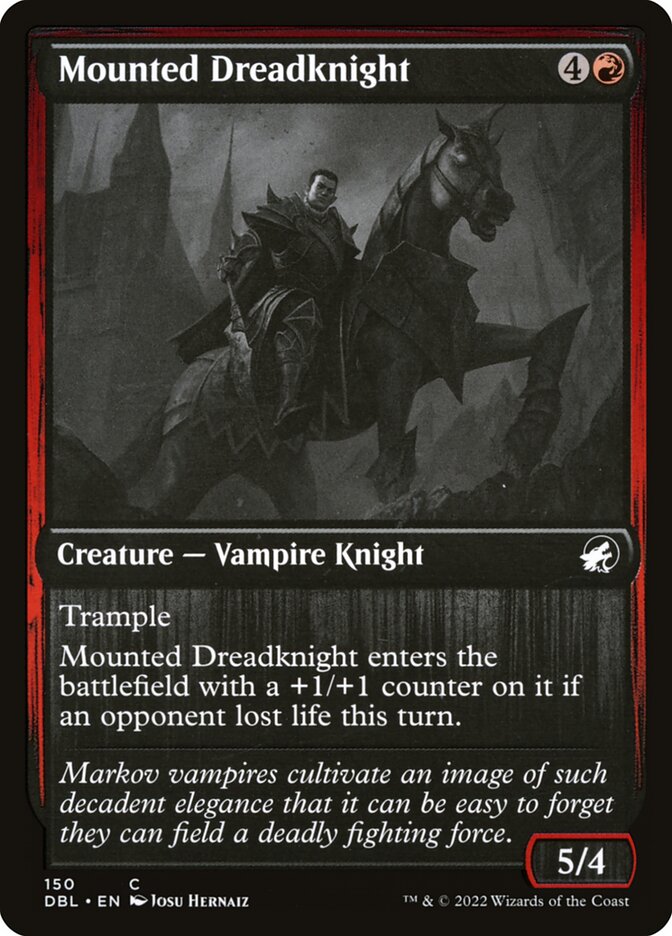 Mounted Dreadknight 4
Creature — Vampire Knight
Trample
Mounted Dreadknight enters the
battlefield with a +1/+1 counter on it if
an opponent lost life this turn.
Markov vampires cultivate an image of such
decadent elegance that it can be easy to forget
they can field a deadly fighting force.
5/4
150 C
DBL • EN Josu Hernaiz ™ & © 2022 Wizards of the Coast